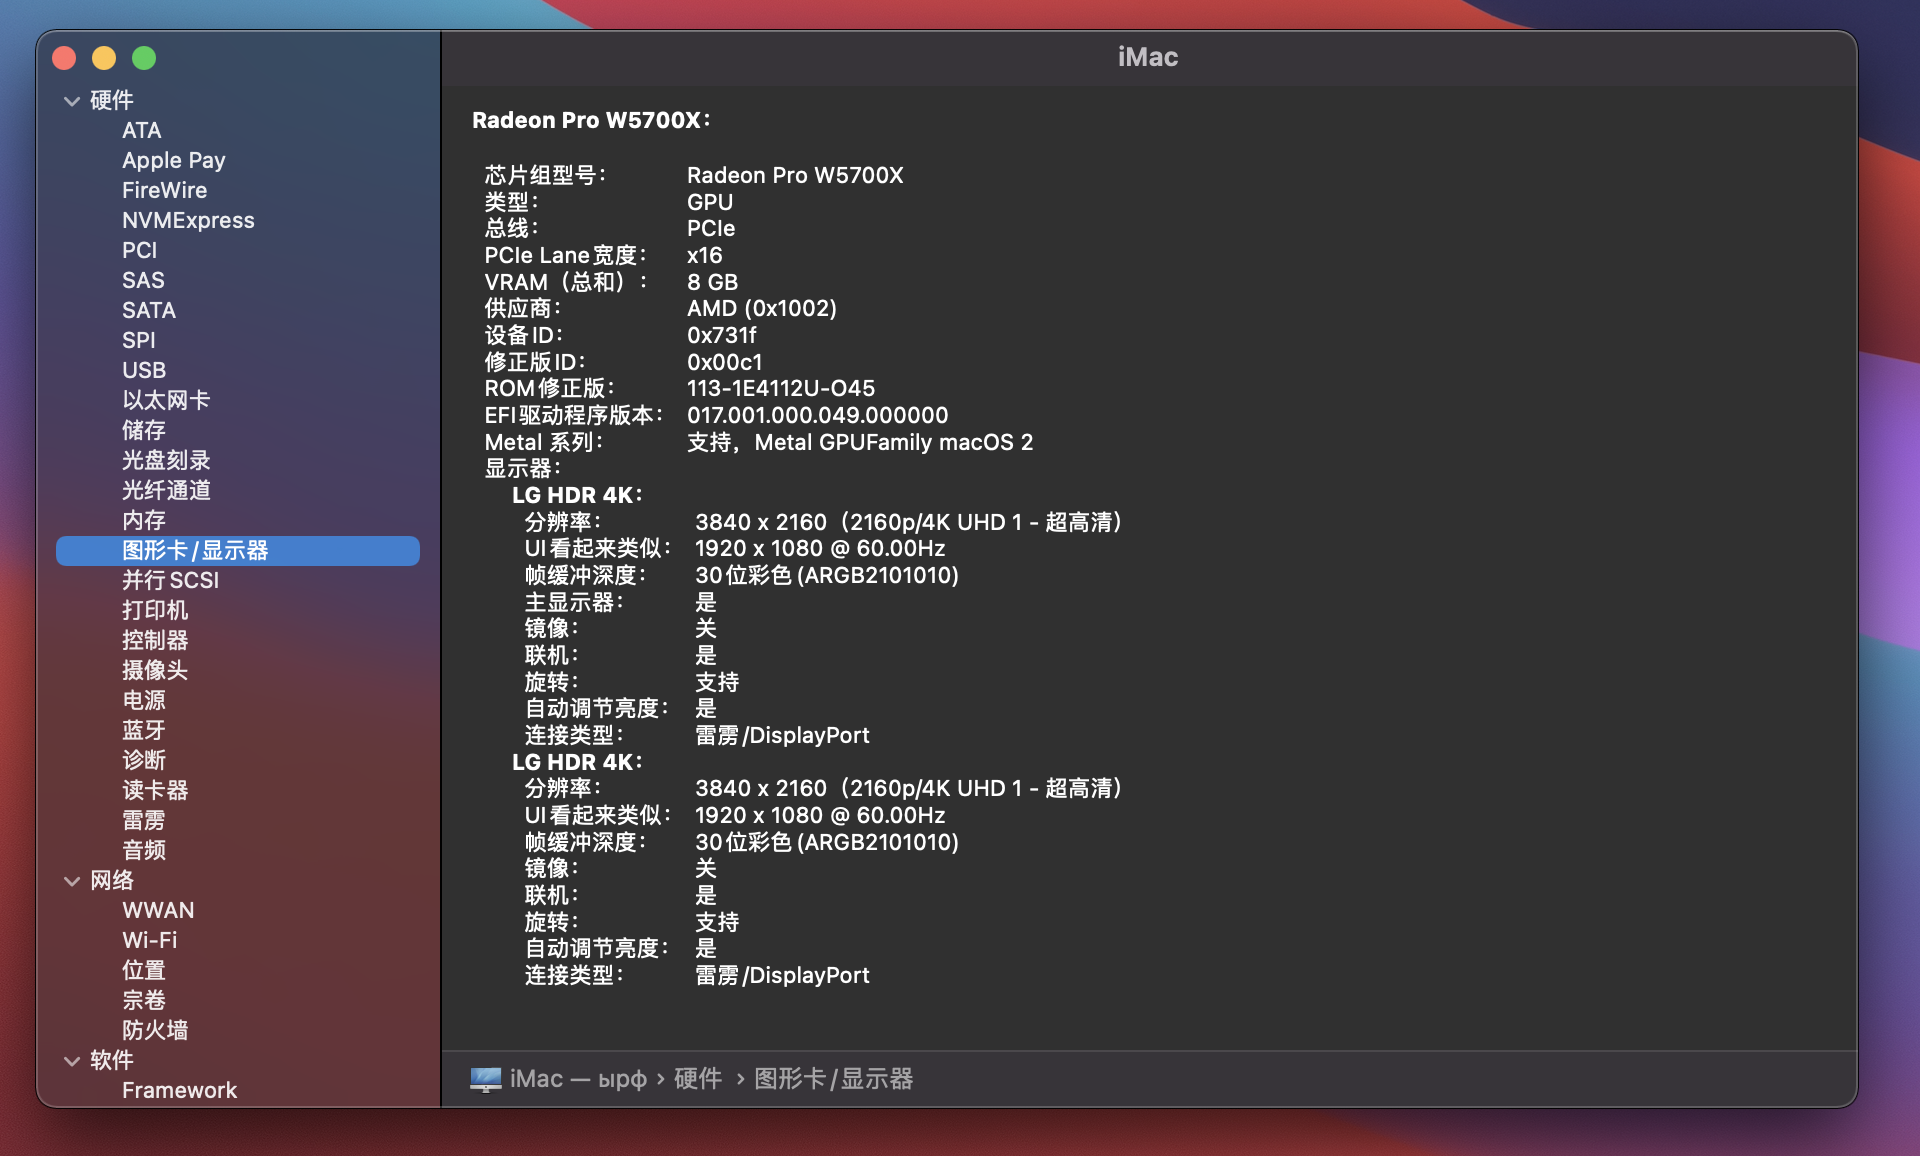 iMac
硬件
ATA
Apple Pay
FireWire
NVMExpress
PCI
SAS
SATA
SPI
USB
以太网卡
储存
光盘刻录
光纤通道
内存
图形卡/显示器
并行SCSI
打印机
控制器
摄像头
电源
蓝牙
诊断
读卡器
雷雳
音频
网络
WWAN
Wi-Fi
位置
宗卷
防火墙
软件
Framework
Radeon Pro W5700X：
芯片组型号： Radeon Pro W5700X
类型： GPU
总线： PCIe
PCIe Lane宽度： x16
VRAM（总和）： 8 GB
供应商： AMD (0x1002)
设备ID： 0x731f
修正版ID： 0x00c1
ROM修正版： 113-1E4112U-O45
EFI驱动程序版本： 017.001.000.049.000000
Metal 系列： 支持，Metal GPUFamily macOS 2
显示器：
LG HDR 4K：
分辨率： 3840 x 2160（2160p/4K UHD 1 - 超高清）
UI看起来类似： 1920 x 1080 @ 60.00Hz
帧缓冲深度： 30位彩色(ARGB2101010)
主显示器： 是
镜像： 关
联机： 是
旋转： 支持
自动调节亮度： 是
连接类型： 雷雳/DisplayPort
LG HDR 4K：
分辨率： 3840 x 2160（2160p/4K UHD 1 - 超高清）
UI看起来类似： 1920 x 1080 @ 60.00Hz
帧缓冲深度： 30位彩色(ARGB2101010)
镜像： 关
联机： 是
旋转： 支持
自动调节亮度： 是
连接类型： 雷雳/DisplayPort
iMac — ырф › 硬件 › 图形卡/显示器